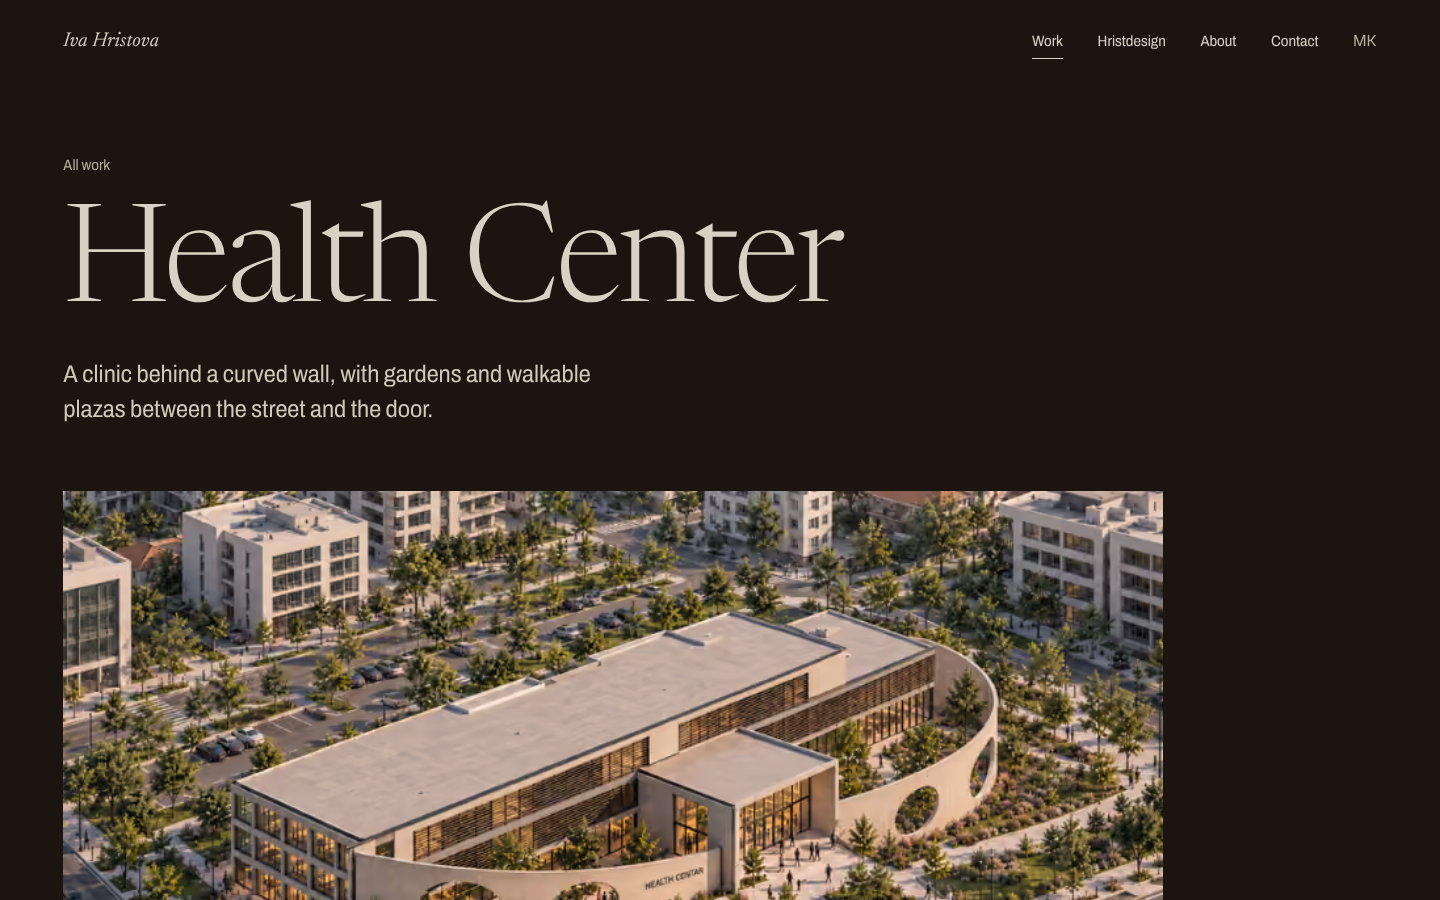 Iva Hristova
Work
Hristdesign
About
Contact
MK
All work
Health Center
A clinic behind a curved wall, with gardens and walkable
plazas between the street and the door.
HEALTH CENTAR